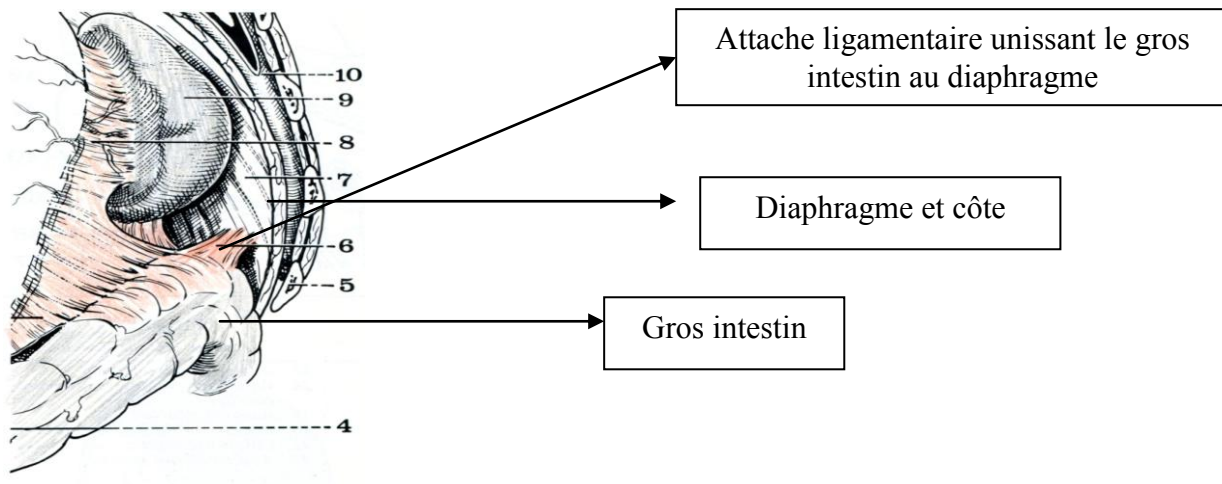 Attache ligamentaire unissant le gros
intestin au diaphragme
10
9
8
7
Diaphragme et côte
6
5
Gros intestin
4